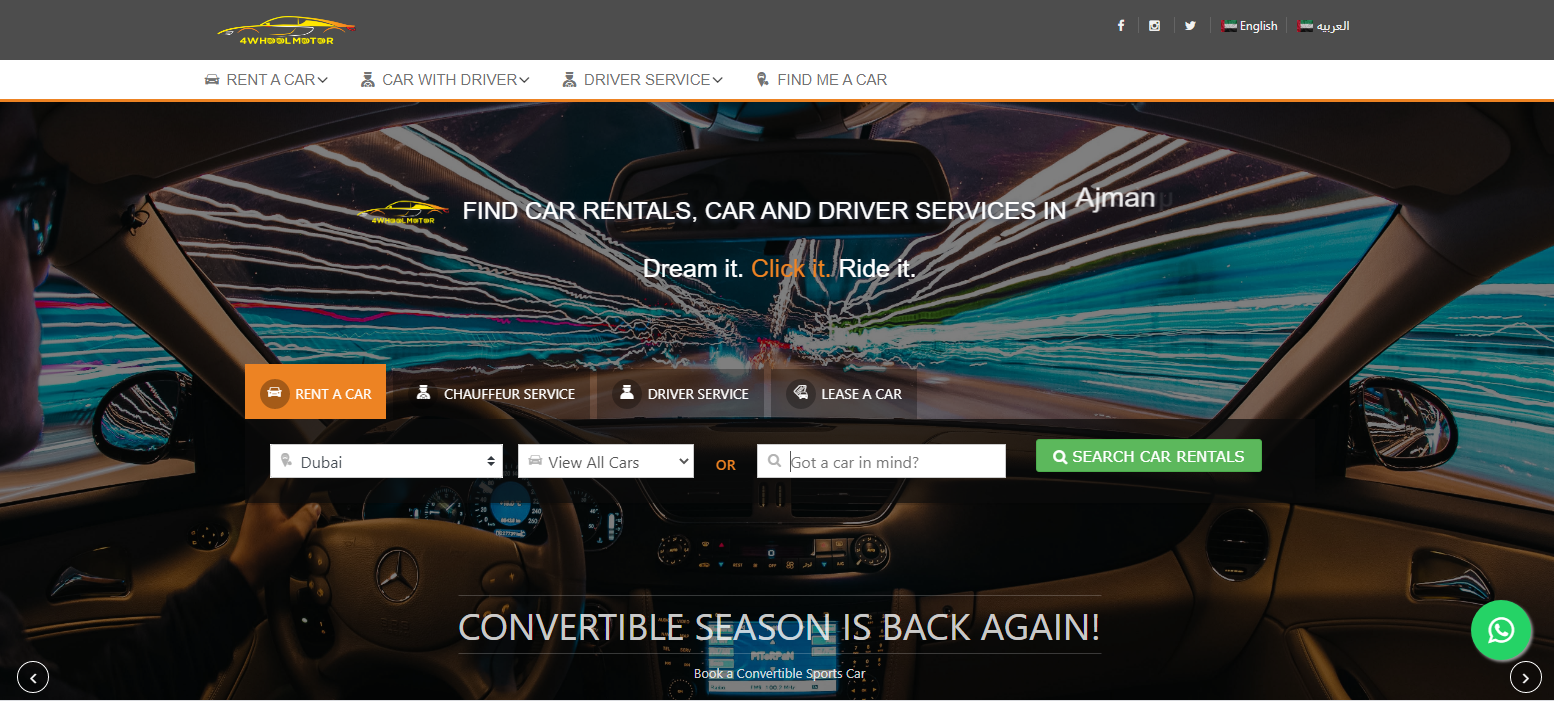 4WHEELMOTOR
English
العربيه
RENT A CAR
CAR WITH DRIVER
DRIVER SERVICE
FIND ME A CAR
4WHEELMOTOR
FIND CAR RENTALS, CAR AND DRIVER SERVICES IN Ajman
Dream it. Click it. Ride it.
RENT A CAR
CHAUFFEUR SERVICE
DRIVER SERVICE
LEASE A CAR
Dubai
View All Cars
OR
Got a car in mind?
SEARCH CAR RENTALS
CONVERTIBLE SEASON IS BACK AGAIN!
PiTeRPaN
Book a Convertible Sports Car